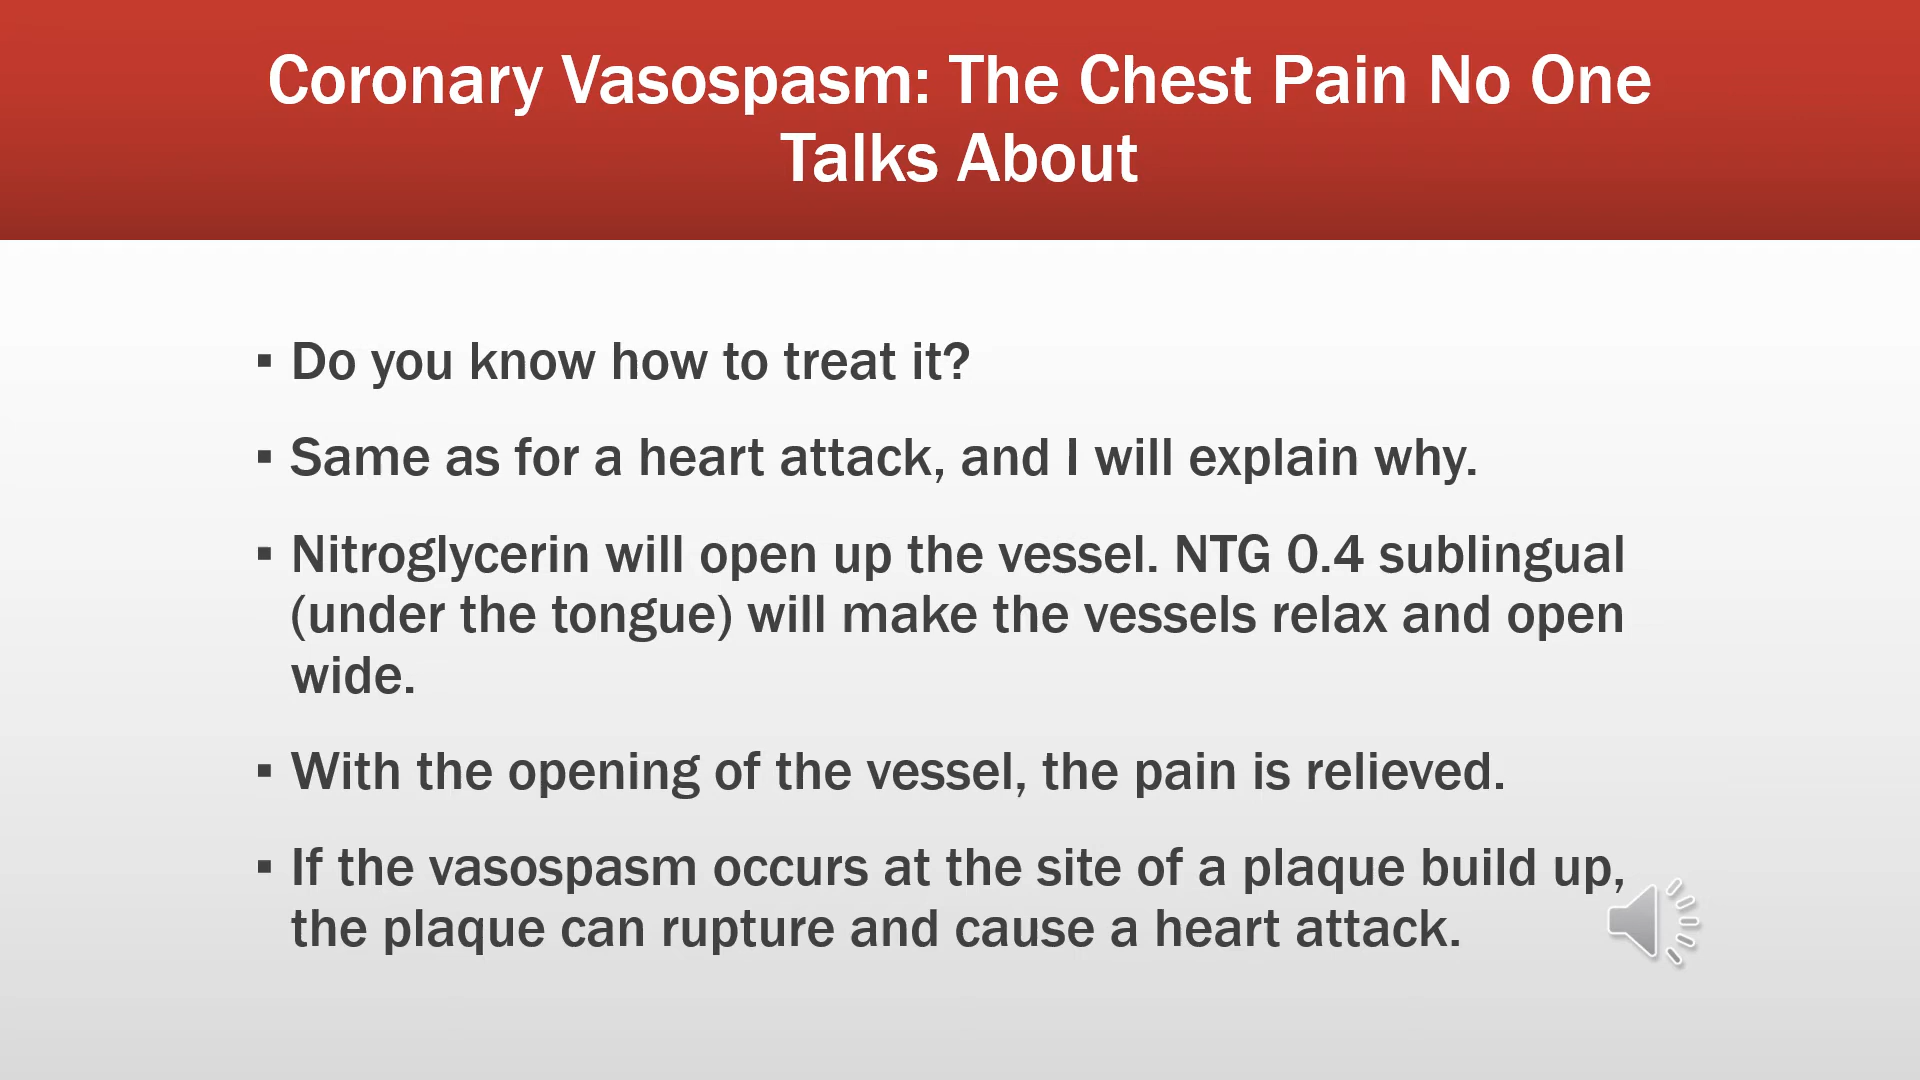 Coronary Vasospasm: The Chest Pain No One
Talks About
▪ Do you know how to treat it?
▪ Same as for a heart attack, and I will explain why.
▪ Nitroglycerin will open up the vessel. NTG 0.4 sublingual
(under the tongue) will make the vessels relax and open
wide.
▪ With the opening of the vessel, the pain is relieved.
▪ If the vasospasm occurs at the site of a plaque build up,
the plaque can rupture and cause a heart attack.